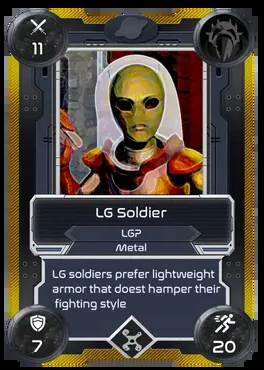 11
LG Soldier
LGP
Metal
LG soldiers prefer lightweight
armor that doest hamper their
fighting style
7
20